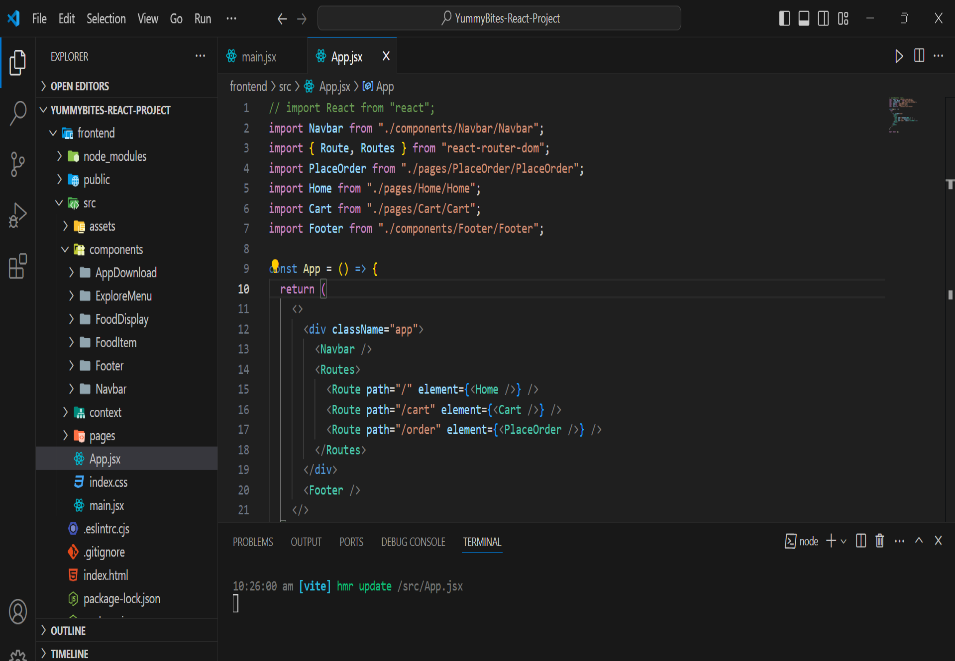 File Edit Selection View Go Run ··· YummyBites-React-Project
EXPLORER ···
OPEN EDITORS
YUMMYBITES-REACT-PROJECT
frontend
node_modules
public
src
assets
components
AppDownload
ExploreMenu
FoodDisplay
FoodItem
Footer
Navbar
context
pages
App.jsx
index.css
main.jsx
.eslintrc.cjs
.gitignore
index.html
package-lock.json
OUTLINE
TIMELINE
main.jsx App.jsx
frontend > src > App.jsx > App
1 // import React from "react";
2 import Navbar from "./components/Navbar/Navbar";
3 import { Route, Routes } from "react-router-dom";
4 import PlaceOrder from "./pages/PlaceOrder/PlaceOrder";
5 import Home from "./pages/Home/Home";
6 import Cart from "./pages/Cart/Cart";
7 import Footer from "./components/Footer/Footer";
8
9 const App = () => {
10 return (
11 <>
12 <div className="app">
13 <Navbar />
14 <Routes>
15 <Route path="/" element={<Home />} />
16 <Route path="/cart" element={<Cart />} />
17 <Route path="/order" element={<PlaceOrder />} />
18 </Routes>
19 </div>
20 <Footer />
21 </>
PROBLEMS OUTPUT PORTS DEBUG CONSOLE TERMINAL node
10:26:00 am [vite] hmr update /src/App.jsx